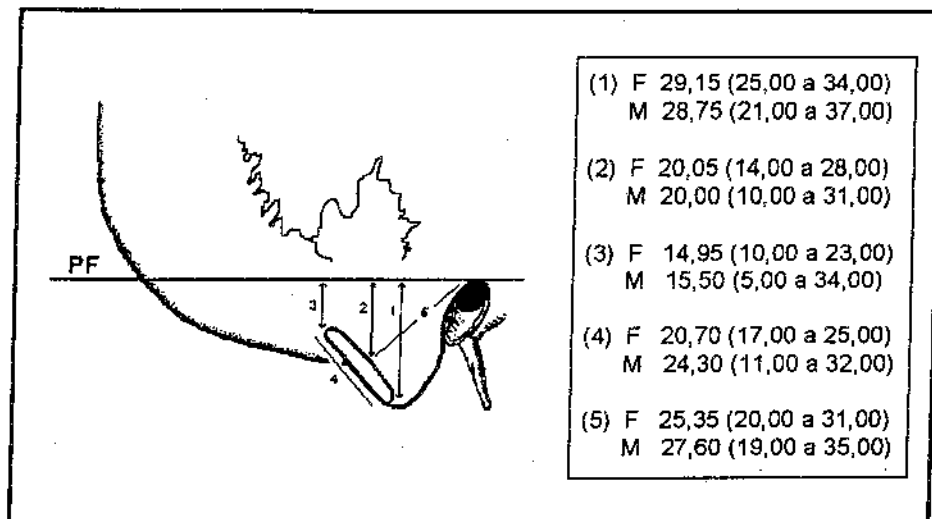 PF
3
2
1
6
4
(1) F 29,15 (25,00 a 34,00)
M 28,75 (21,00 a 37,00)
(2) F 20,05 (14,00 a 28,00)
M 20,00 (10,00 a 31,00)
(3) F 14,95 (10,00 a 23,00)
M 15,50 (5,00 a 34,00)
(4) F 20,70 (17,00 a 25,00)
M 24,30 (11,00 a 32,00)
(5) F 25,35 (20,00 a 31,00)
M 27,60 (19,00 a 35,00)